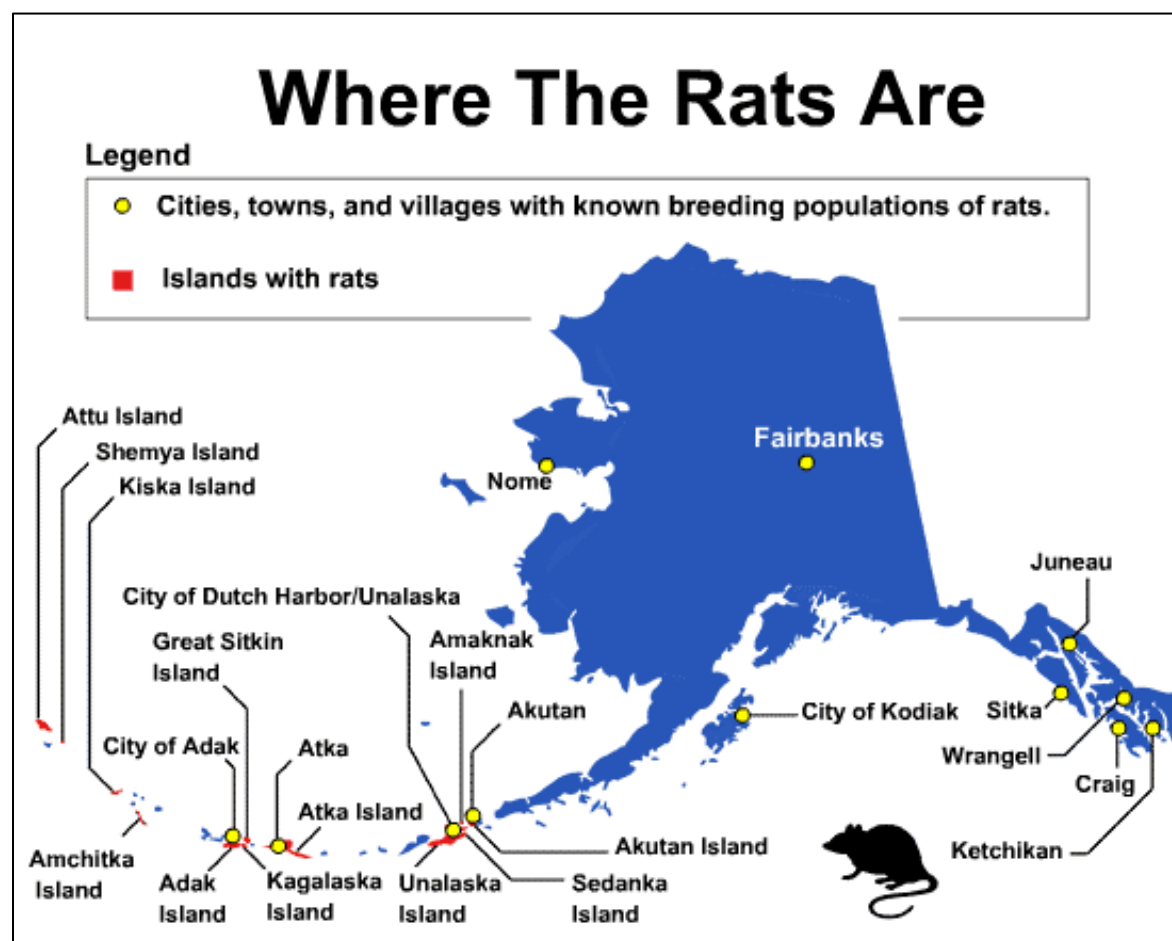 Where The Rats Are
Legend
Cities, towns, and villages with known breeding populations of rats.
Islands with rats
Attu Island
Shemya Island
Kiska Island
Fairbanks
Nome
Juneau
City of Dutch Harbor/Unalaska
Great Sitkin
Island
Amaknak
Island
Akutan
City of Kodiak
Sitka
Wrangell
Craig
City of Adak
Atka
Atka Island
Akutan Island
Ketchikan
Amchitka
Island
Adak
Island
Kagalaska
Island
Unalaska
Island
Sedanka
Island